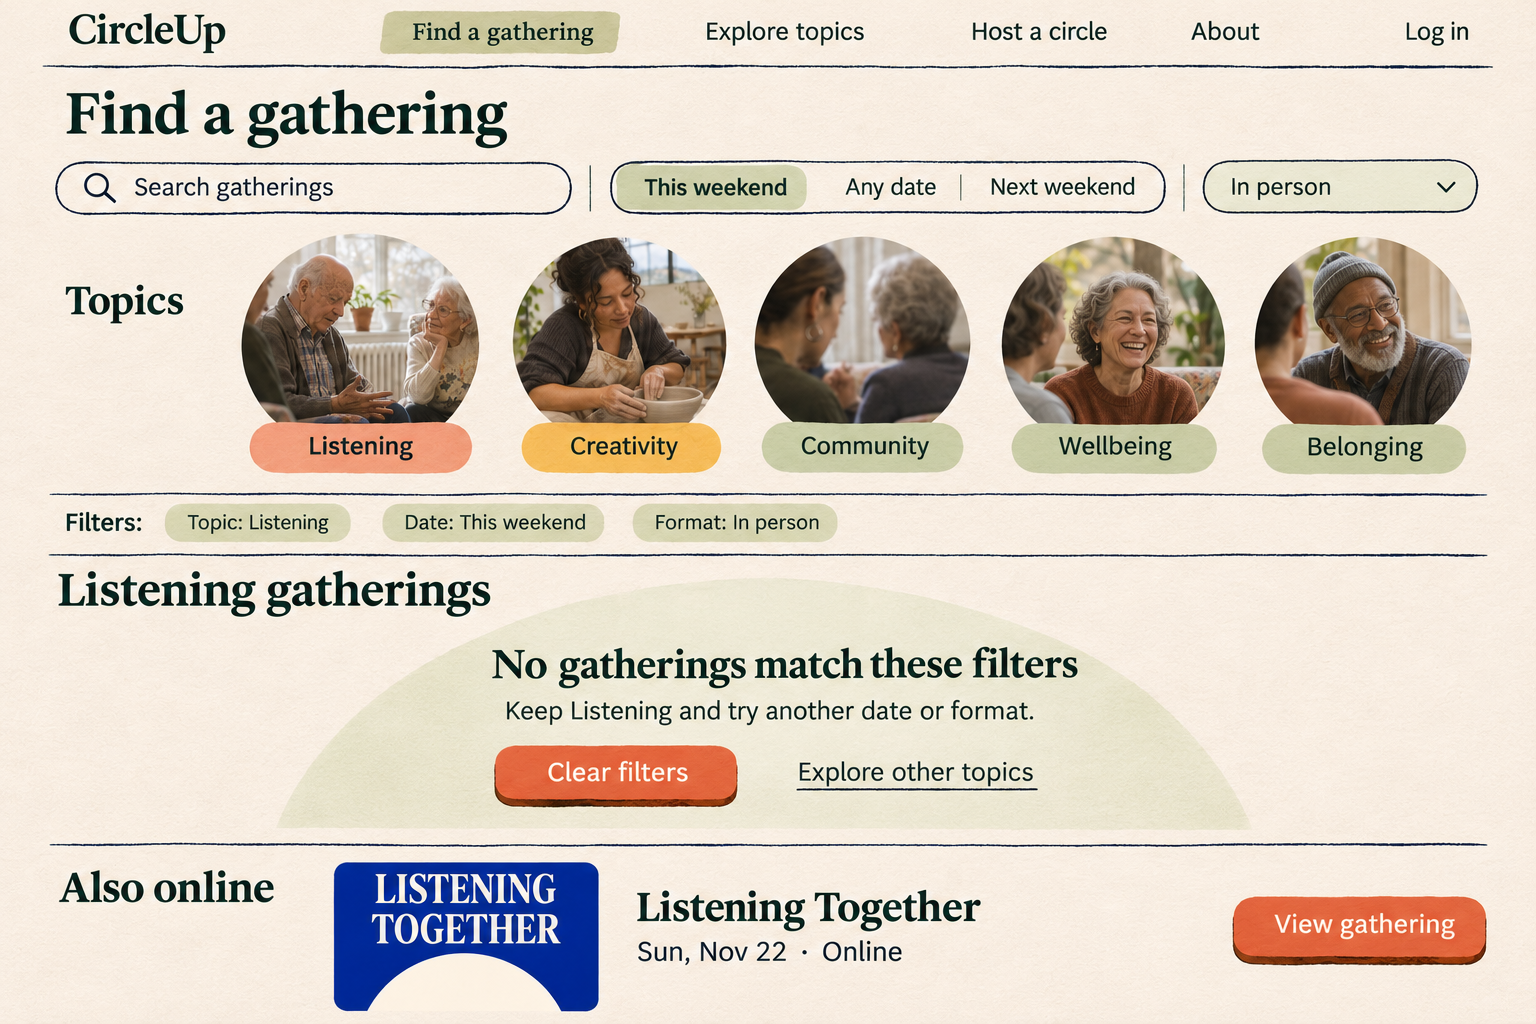 CircleUp
Find a gathering
Explore topics
Host a circle
About
Log in
Find a gathering
Search gatherings
This weekend
Any date
Next weekend
In person
Topics
Listening
Creativity
Community
Wellbeing
Belonging
Filters:
Topic: Listening
Date: This weekend
Format: In person
Listening gatherings
No gatherings match these filters
Keep Listening and try another date or format.
Clear filters
Explore other topics
Also online
LISTENING
TOGETHER
Listening Together
Sun, Nov 22 · Online
View gathering